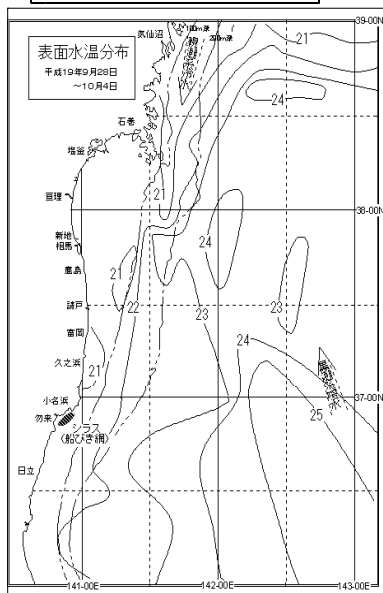 表面水温分布
平成19年9月28日
～10月4日
気仙沼
100m深
200m深
39-00N
21
24
石巻
塩釜
21
亘理
38-00N
新地
相馬
24
鹿島
21
22
23
23
請戸
富岡
24
久之浜
21
小名浜
37-00N
25
勿来
シラス
(船びき網)
日立
141-00E
142-00E
143-00E